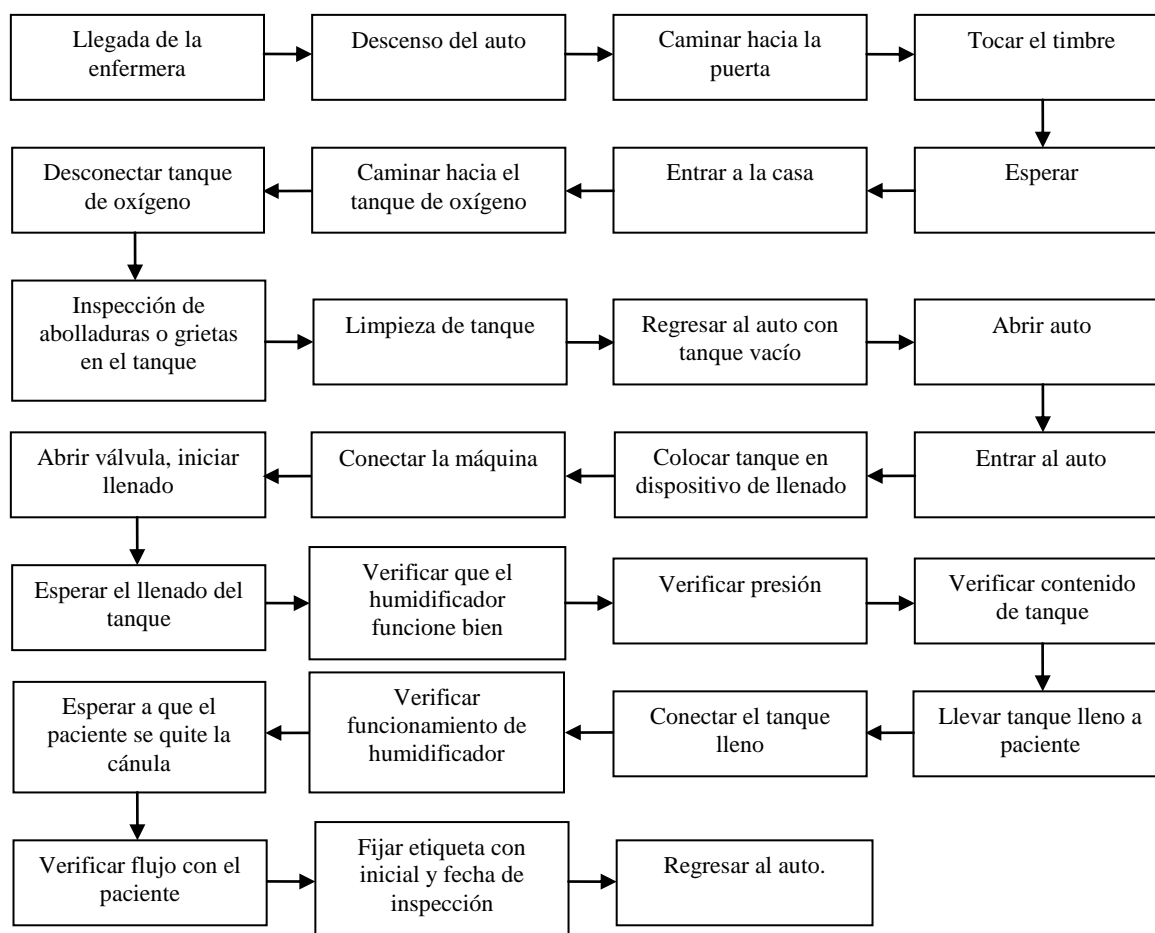 Llegada de la
enfermera
Descenso del auto
Caminar hacia la
puerta
Tocar el timbre
Esperar
Entrar a la casa
Caminar hacia el
tanque de oxígeno
Desconectar tanque
de oxígeno
Inspección de
abolladuras o grietas
en el tanque
Limpieza de tanque
Regresar al auto con
tanque vacío
Abrir auto
Entrar al auto
Colocar tanque en
dispositivo de llenado
Conectar la máquina
Abrir válvula, iniciar
llenado
Esperar el llenado del
tanque
Verificar que el
humidificador
funcione bien
Verificar presión
Verificar contenido
de tanque
Llevar tanque lleno a
paciente
Conectar el tanque
lleno
Verificar
funcionamiento de
humidificador
Esperar a que el
paciente se quite la
cánula
Verificar flujo con el
paciente
Fijar etiqueta con
inicial y fecha de
inspección
Regresar al auto.